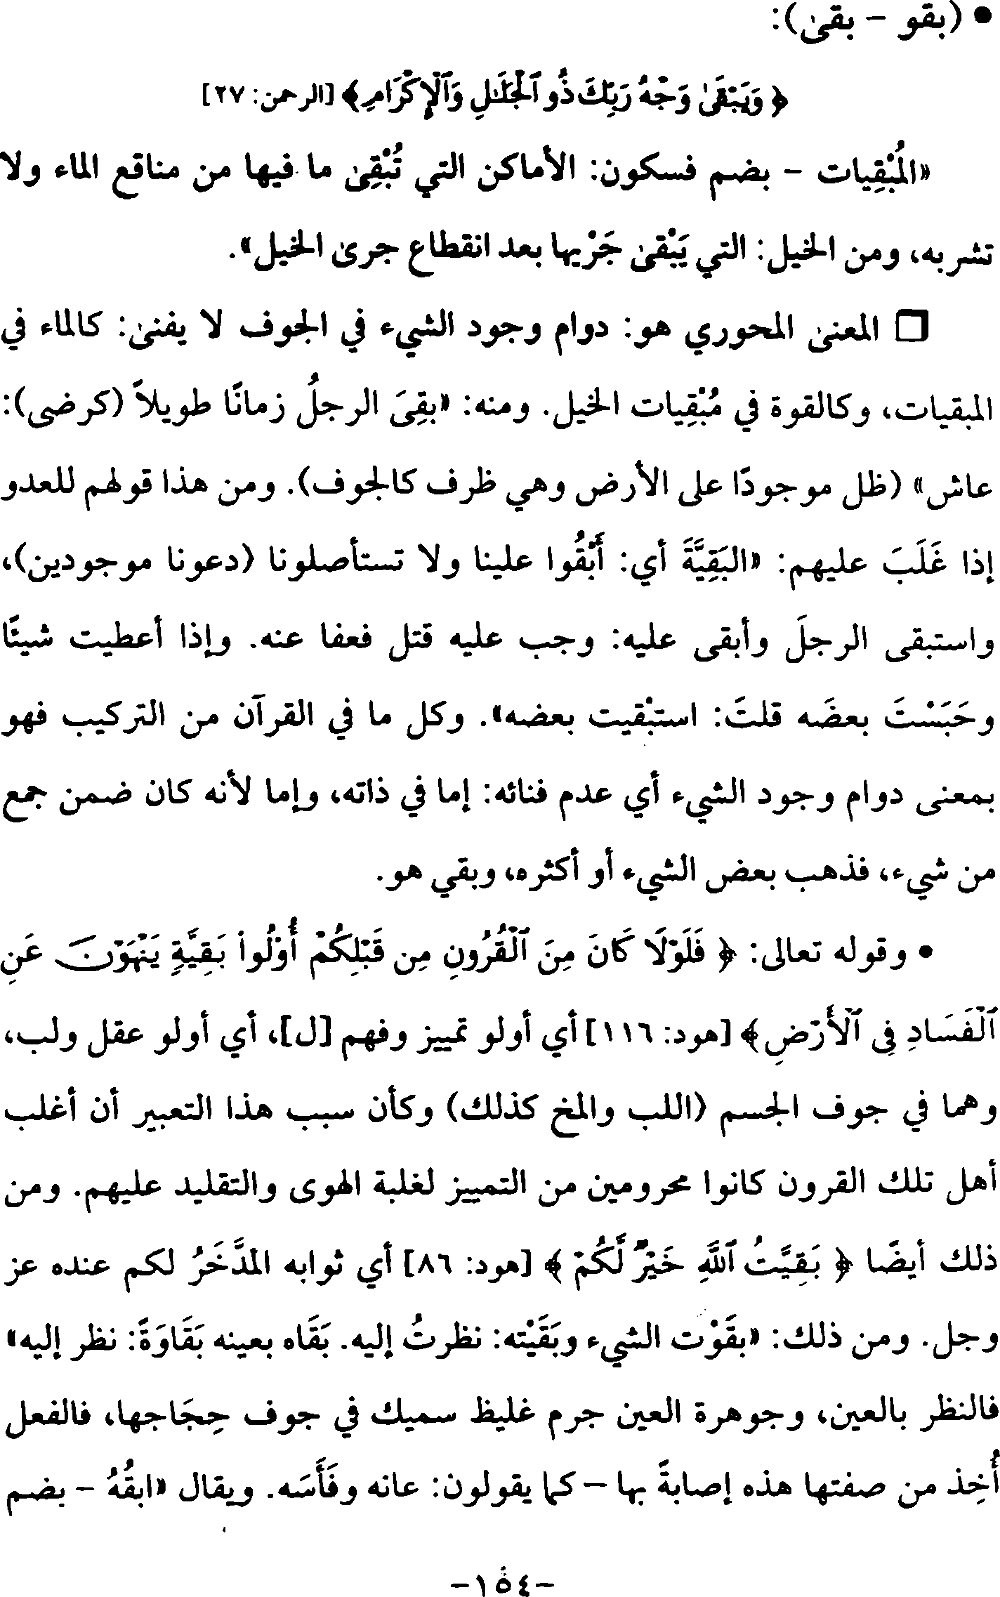 • (بقو – بقىٰ):
﴿ وَيَبْقَىٰ وَجْهُ رَبِّكَ ذُو ٱلْجَلَٰلِ وَٱلْإِكْرَامِ﴾ [الرحمن: ٢٧]
«المُبْقِيات – بضم فسكون: الأماكن التي تُبْقِىٰ ما فيها من مناقع الماء ولا
تشربه، ومن الخيل: التي يَبْقىٰ جَرْيها بعد انقطاع جرىٰ الخيل».
□ المعنىٰ المحوري هو: دوام وجود الشيء في الجوف لا يفنىٰ: كالماء في
المبقيات، وكالقوة في مُبْقِيات الخيل. ومنه: «بقِىَ الرجلُ زمانًا طويلاً (كرضى):
عاش» (ظل موجودًا على الأرض وهي ظرف كالجوف). ومن هذا قولهم للعدو
إذا غَلَبَ عليهم: «البَقِيَّةَ أي: أَبْقُوا علينا ولا تستأصلونا (دعونا موجودين)،
واستبقى الرجلَ وأبقى عليه: وجب عليه قتل فعفا عنه. وإذا أعطيت شيئًا
وحَبَسْتَ بعضَه قلتَ: استبْقيت بعضه». وكل ما في القرآن من التركيب فهو
بمعنى دوام وجود الشيء أي عدم فنائه: إما في ذاته، وإما لأنه كان ضمن جمع
من شيء، فذهب بعض الشيء أو أكثره، وبقي هو.
• وقوله تعالى: ﴿ فَلَوْلَا كَانَ مِنَ ٱلْقُرُونِ مِن قَبْلِكُمْ أُوْلُوا۟ بَقِيَّةٍ يَنْهَوْنَ عَنِ
ٱلْفَسَادِ فِى ٱلْأَرْضِ﴾ [هود: ١١٦] أي أولو تمييز وفهم [ل]، أي أولو عقل ولب،
وهما في جوف الجسم (اللب والمخ كذلك) وكأن سبب هذا التعبير أن أغلب
أهل تلك القرون كانوا محرومين من التمييز لغلبة الهوى والتقليد عليهم. ومن
ذلك أيضًا ﴿ بَقِيَّتُ ٱللَّهِ خَيْرٌ لَّكُمْ ﴾ [هود: ٨٦] أي ثوابه المدَّخَرُ لكم عنده عز
وجل. ومن ذلك: «بقَوْت الشيء وبَقَيْته: نظرتُ إليه. بَقَاه بعينه بَقَاوَةً: نظر إليه»
فالنظر بالعين، وجوهرة العين جرم غليظ سميك في جوف حِجَاجها، فالفعل
أُخِذ من صفتها هذه إصابةً بها – كما يقولون: عانه وفَأَسَه. ويقال «ابقُهُ – بضم
–١٥٤–